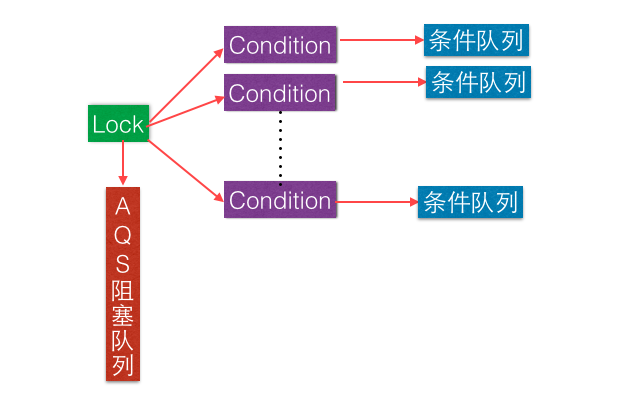 Condition
条件队列
Condition
条件队列
Lock
Condition
条件队列
A
Q
S
阻
塞
队
列